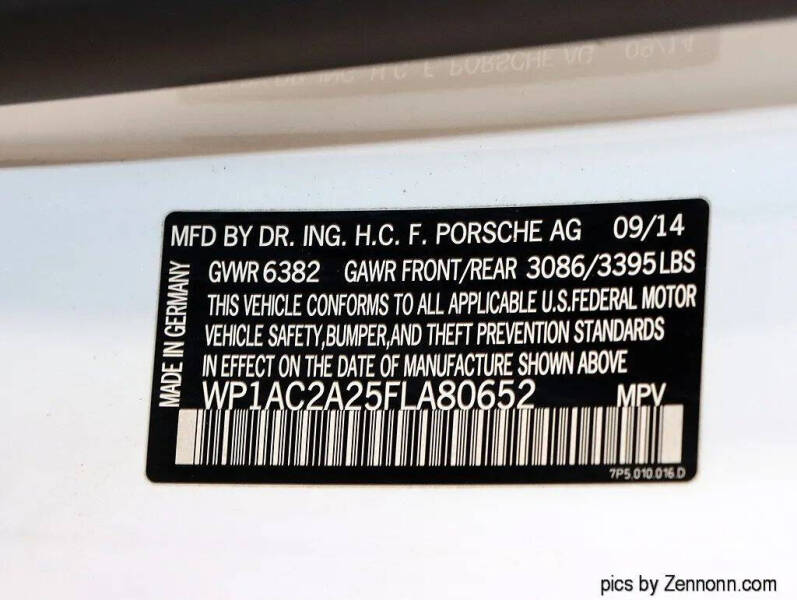 MFD BY DR. ING. H.C. F. PORSCHE AG 09/14
GVWR 6382 GAWR FRONT/REAR 3086/3395 LBS
THIS VEHICLE CONFORMS TO ALL APPLICABLE U.S.FEDERAL MOTOR
VEHICLE SAFETY,BUMPER,AND THEFT PREVENTION STANDARDS
IN EFFECT ON THE DATE OF MANUFACTURE SHOWN ABOVE
WP1AC2A25FLA80652 MPV
MADE IN GERMANY
7P5.010.016.D
pics by Zennonn.com